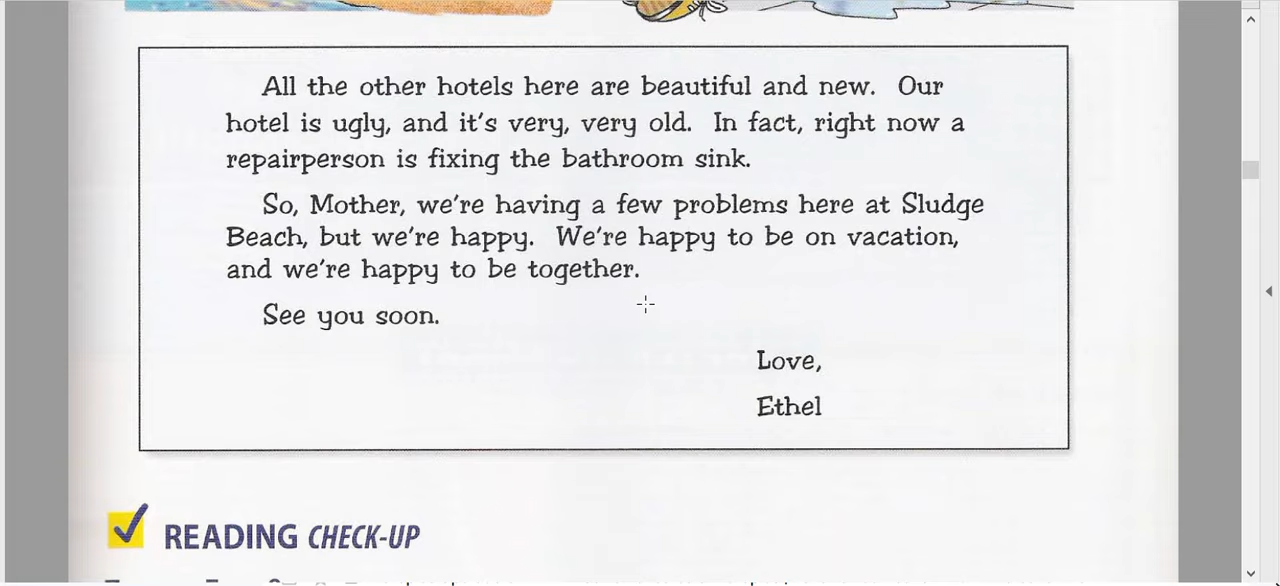 All the other hotels here are beautiful and new. Our
hotel is ugly, and it's very, very old. In fact, right now a
repairperson is fixing the bathroom sink.
So, Mother, we're having a few problems here at Sludge
Beach, but we're happy. We're happy to be on vacation,
and we're happy to be together.
See you soon.
Love,
Ethel
READING CHECK-UP